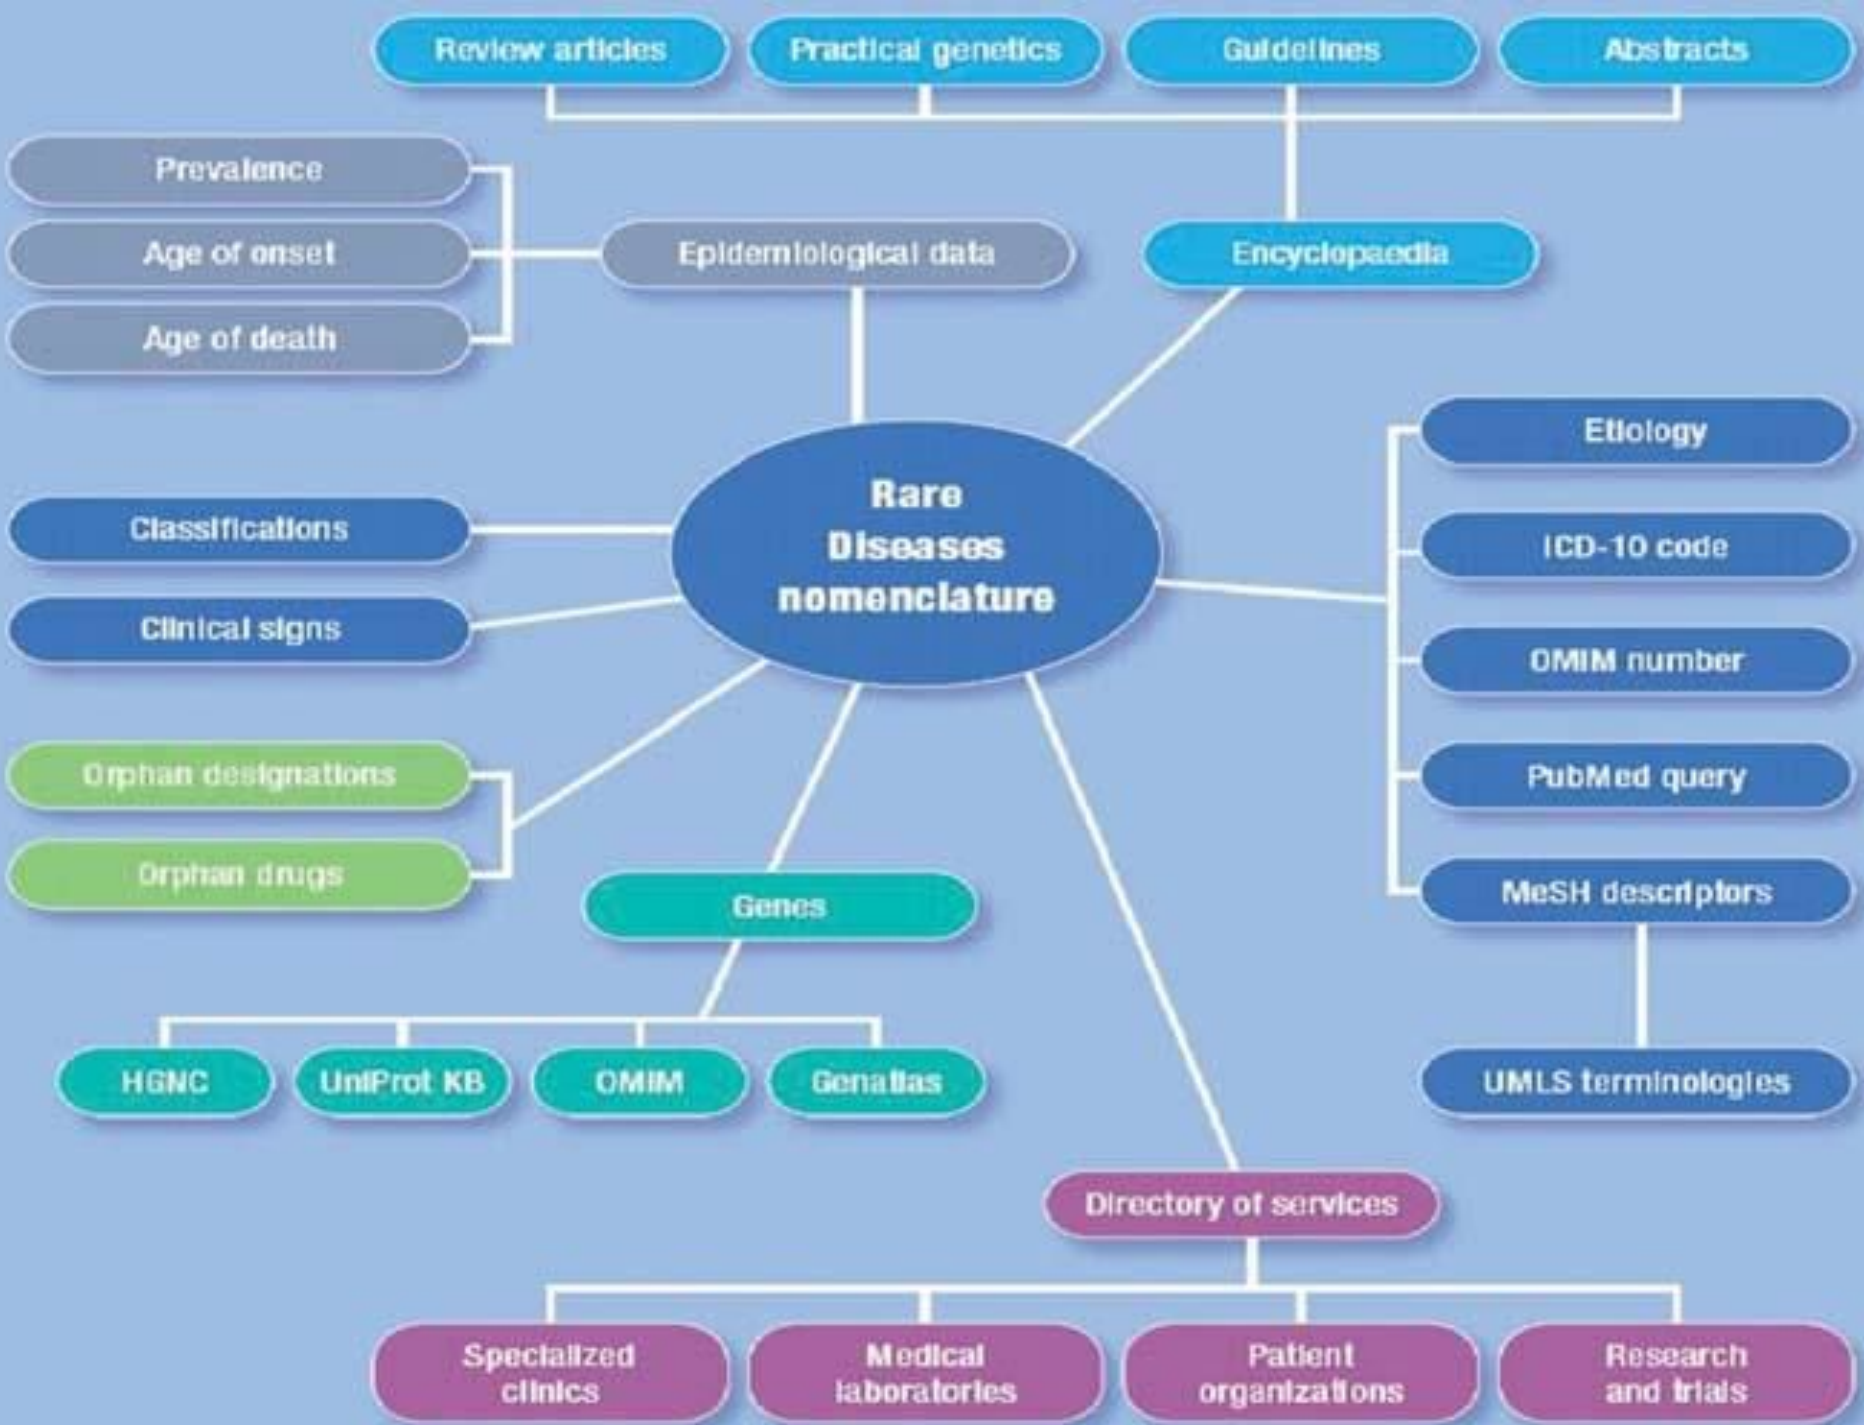 Review articles
Practical genetics
Guidelines
Abstracts
Prevalence
Age of onset
Age of death
Epidemiological data
Encyclopaedia
Rare
Diseases
nomenclature
Etiology
ICD-10 code
OMIM number
PubMed query
MeSH descriptors
UMLS terminologies
Classifications
Clinical signs
Orphan designations
Orphan drugs
Genes
HGNC
UniProt KB
OMIM
Genatlas
Directory of services
Specialized
clinics
Medical
laboratories
Patient
organizations
Research
and trials